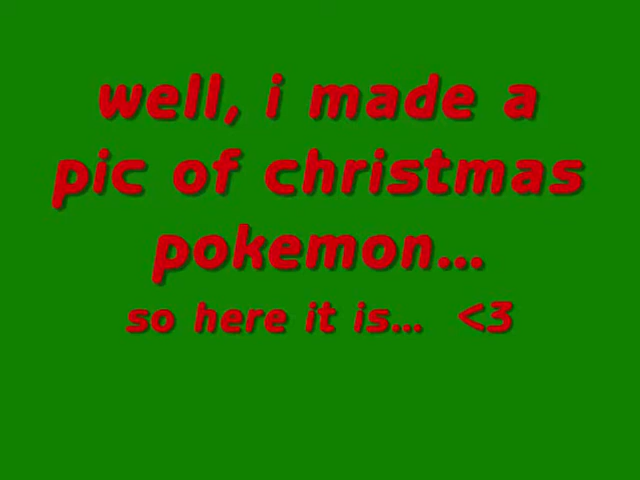 well, i made a
pic of christmas
pokemon...
so here it is... <3